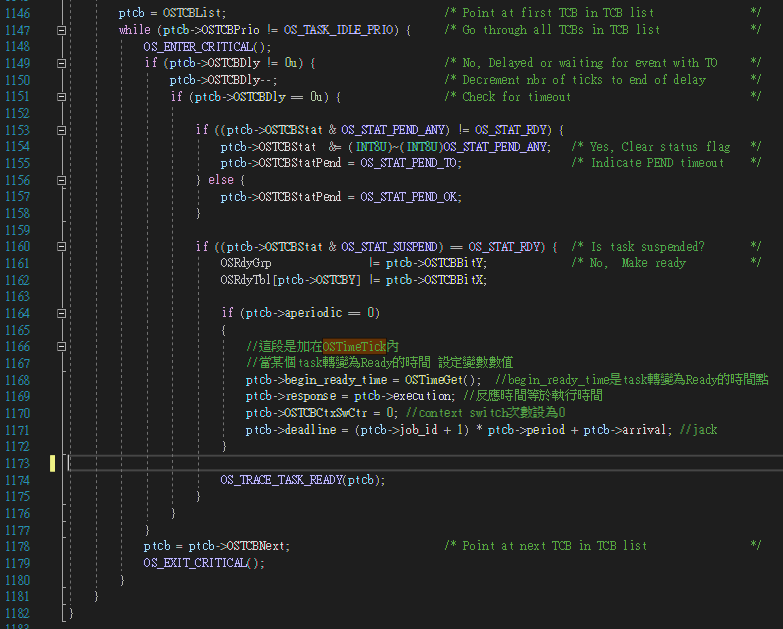 1146 ptcb = OSTCBList; /* Point at first TCB in TCB list */
1147 while (ptcb->OSTCBPrio != OS_TASK_IDLE_PRIO) { /* Go through all TCBs in TCB list */
1148 OS_ENTER_CRITICAL();
1149 if (ptcb->OSTCBDly != 0u) { /* No, Delayed or waiting for event with TO */
1150 ptcb->OSTCBDly--; /* Decrement nbr of ticks to end of delay */
1151 if (ptcb->OSTCBDly == 0u) { /* Check for timeout */
1152
1153 if ((ptcb->OSTCBStat & OS_STAT_PEND_ANY) != OS_STAT_RDY) {
1154 ptcb->OSTCBStat &= (INT8U)~(INT8U)OS_STAT_PEND_ANY; /* Yes, Clear status flag */
1155 ptcb->OSTCBStatPend = OS_STAT_PEND_TO; /* Indicate PEND timeout */
1156 } else {
1157 ptcb->OSTCBStatPend = OS_STAT_PEND_OK;
1158 }
1159
1160 if ((ptcb->OSTCBStat & OS_STAT_SUSPEND) == OS_STAT_RDY) { /* Is task suspended? */
1161 OSRdyGrp |= ptcb->OSTCBBitY; /* No, Make ready */
1162 OSRdyTbl[ptcb->OSTCBY] |= ptcb->OSTCBBitX;
1163
1164 if (ptcb->aperiodic == 0)
1165 {
1166 //這段是加在OSTimeTick內
1167 //當某個task轉變為Ready的時間 設定變數數值
1168 ptcb->begin_ready_time = OSTimeGet(); //begin_ready_time是task轉變為Ready的時間點
1169 ptcb->response = ptcb->execution; //反應時間等於執行時間
1170 ptcb->OSTCBCtxSwCtr = 0; //context switch次數設為0
1171 ptcb->deadline = (ptcb->job_id + 1) * ptcb->period + ptcb->arrival; //jack
1172 }
1173
1174 OS_TRACE_TASK_READY(ptcb);
1175 }
1176 }
1177 }
1178 ptcb = ptcb->OSTCBNext; /* Point at next TCB in TCB list */
1179 OS_EXIT_CRITICAL();
1180 }
1181 }
1182 }